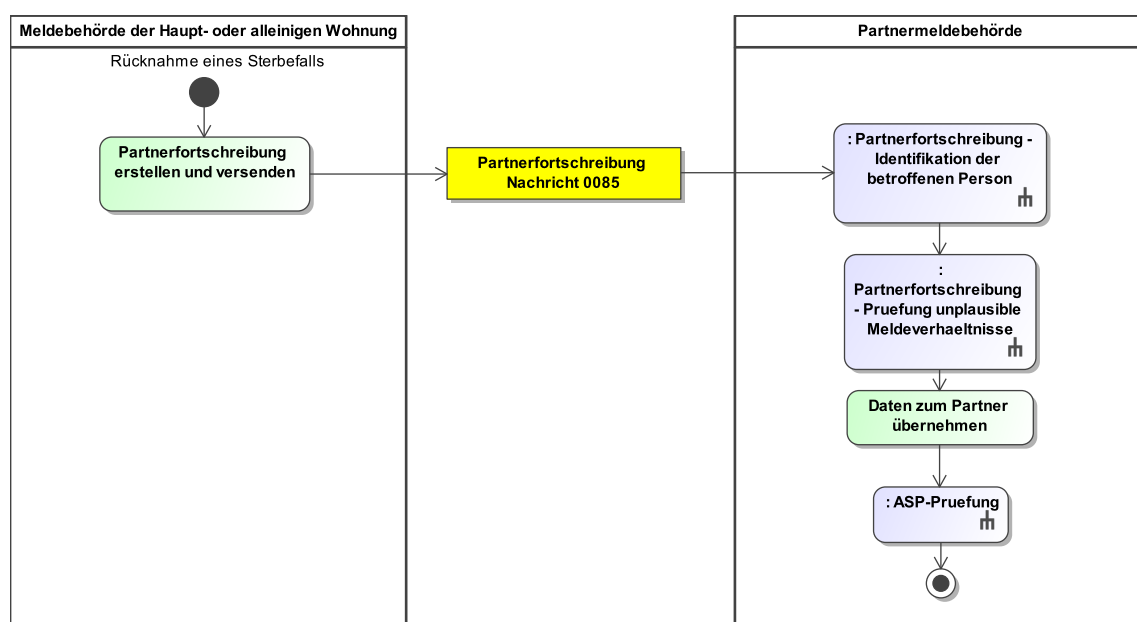 Meldebehörde der Haupt- oder alleinigen Wohnung
Rücknahme eines Sterbefalls
Partnerfortschreibung
erstellen und versenden
Partnerfortschreibung
Nachricht 0085
Partnermeldebehörde
: Partnerfortschreibung -
Identifikation der
betroffenen Person
:
Partnerfortschreibung
- Pruefung unplausible
Meldeverhaeltnisse
Daten zum Partner
übernehmen
: ASP-Pruefung